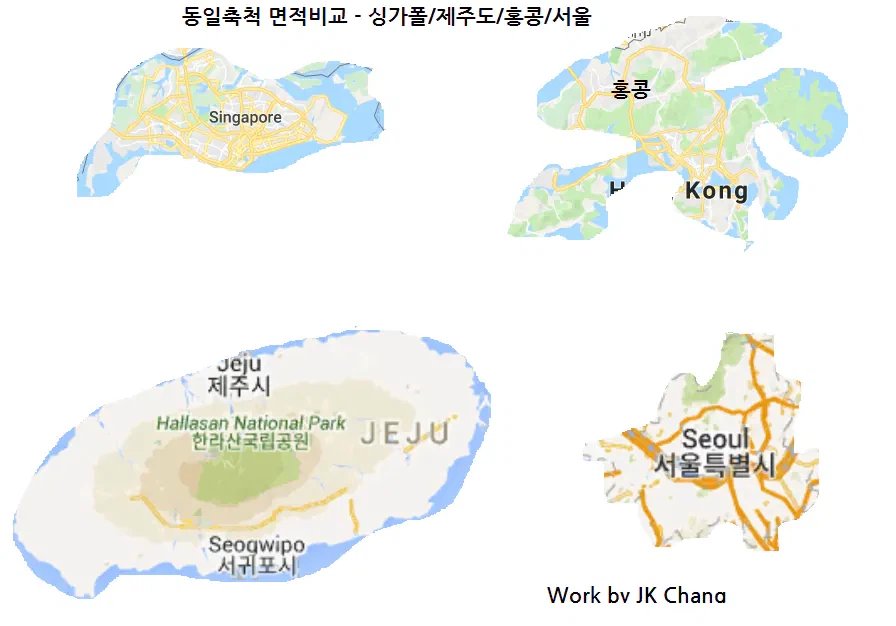 동일축척 면적비교 - 싱가폴/제주도/홍콩/서울
Singapore
홍콩
H
Kong
Jeju
제주시
Hallasan National Park
한라산국립공원
JEJU
Seogwipo
서귀포시
Seoul
서울특별시
Work by JK Chang